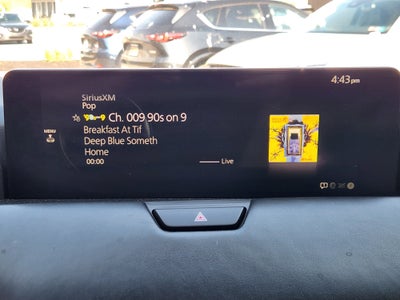 4:43 pm
SiriusXM
Pop
Ch. 009 90s on 9
MENU
Breakfast At Tif
Deep Blue Someth
Home
00:00
Live